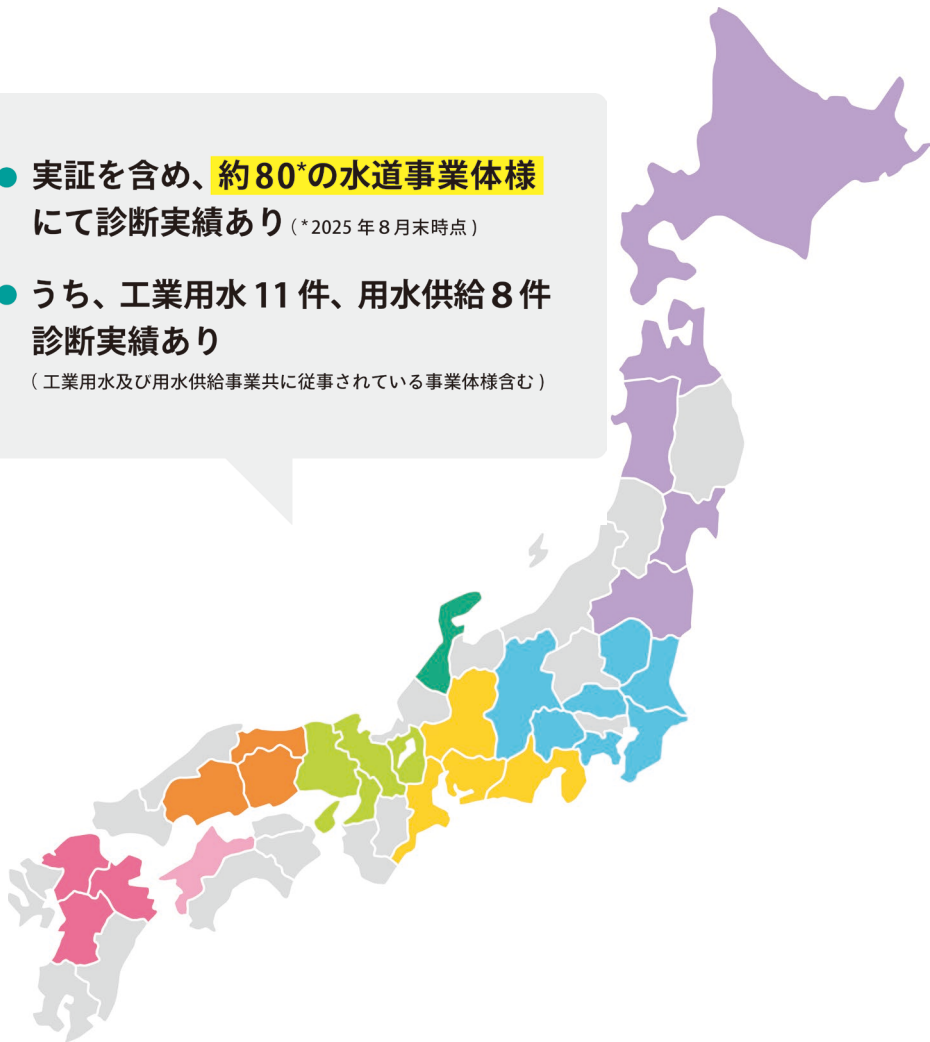 ● 実証を含め、約80*の水道事業体様
にて診断実績あり(*2025年8月末時点)
● うち、工業用水11件、用水供給8件
診断実績あり
(工業用水及び用水供給事業共に従事されている事業体様含む)